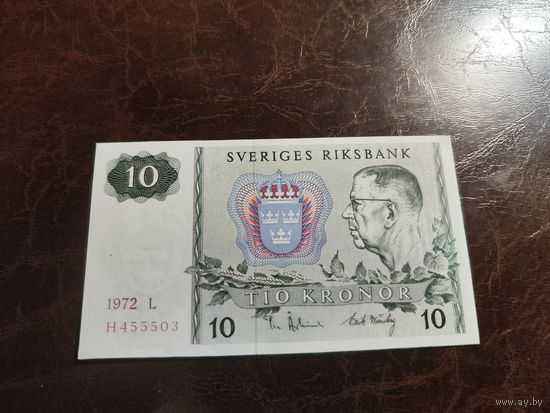 10
SVERIGES RIKSBANK
1972 L
H455503
TIO KRONOR
10
10
www.ay.by